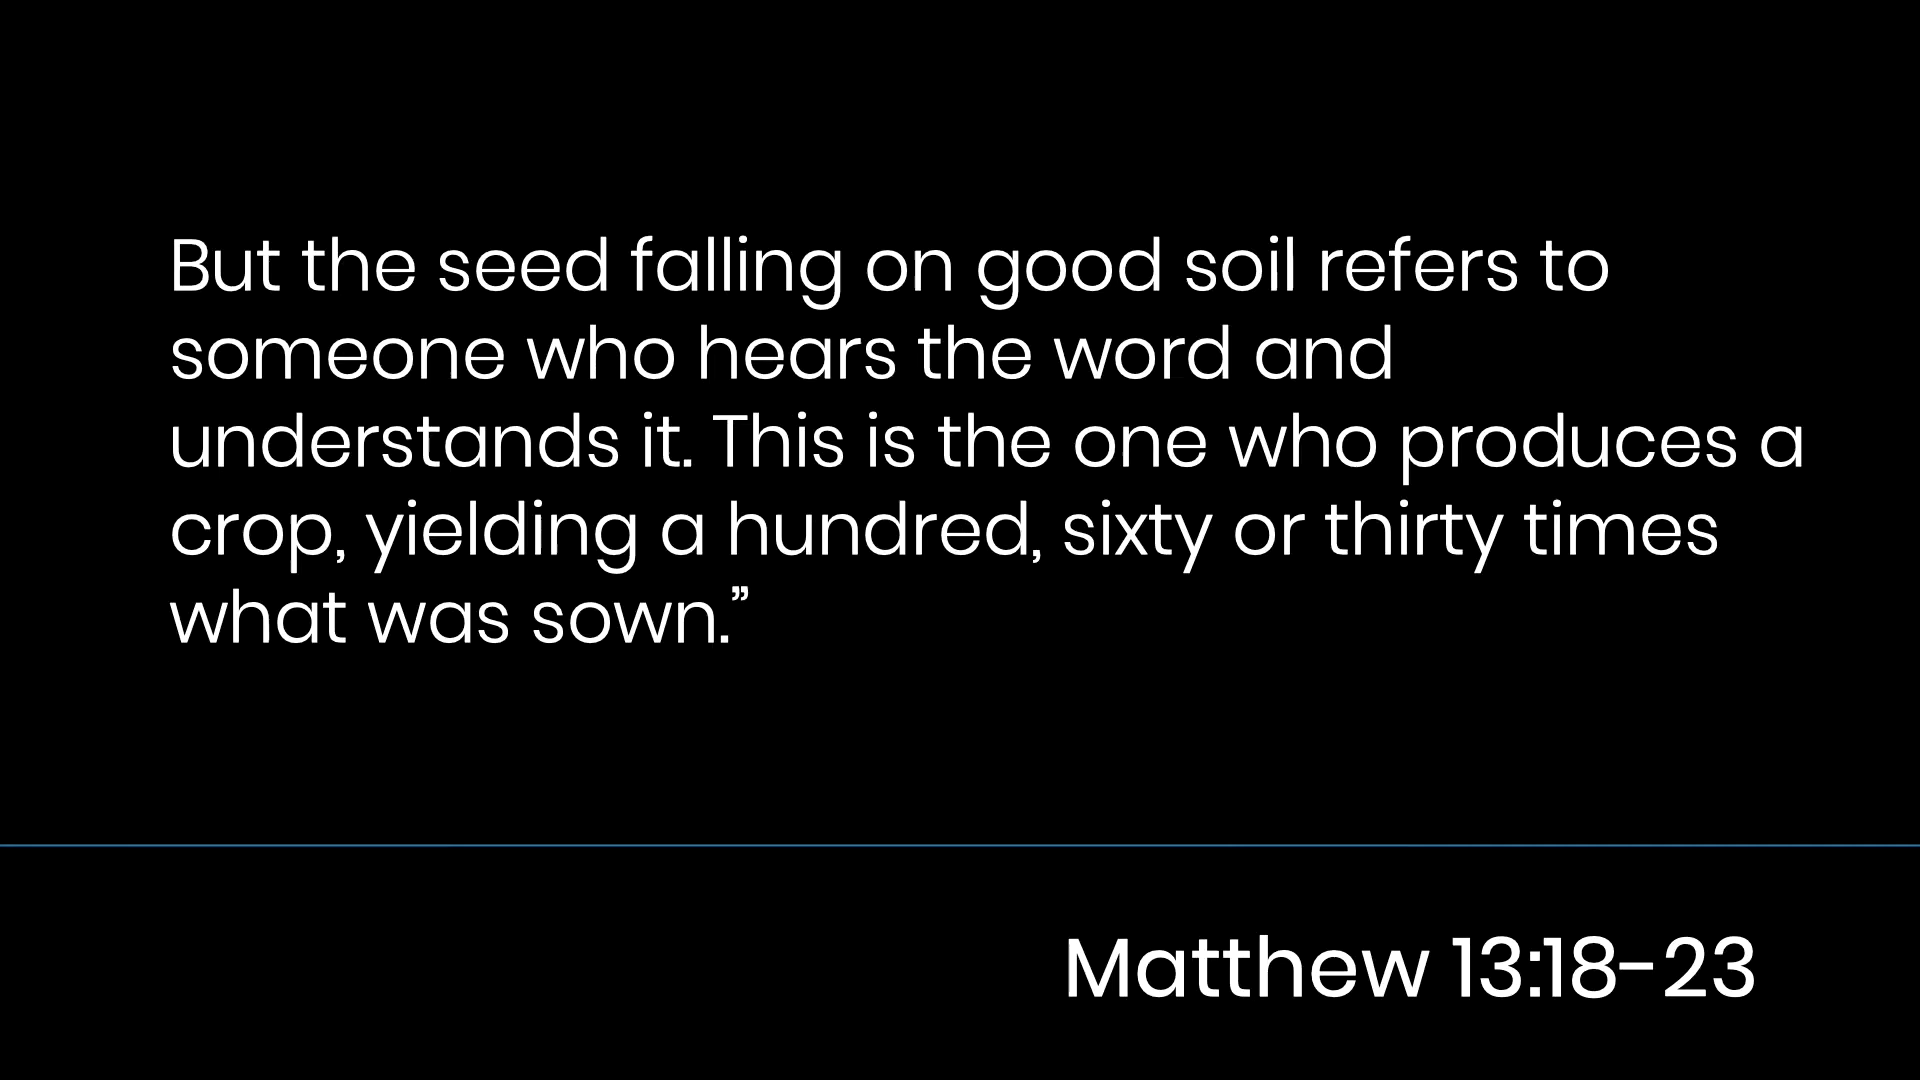 But the seed falling on good soil refers to
someone who hears the word and
understands it. This is the one who produces a
crop, yielding a hundred, sixty or thirty times
what was sown.”
Matthew 13:18-23